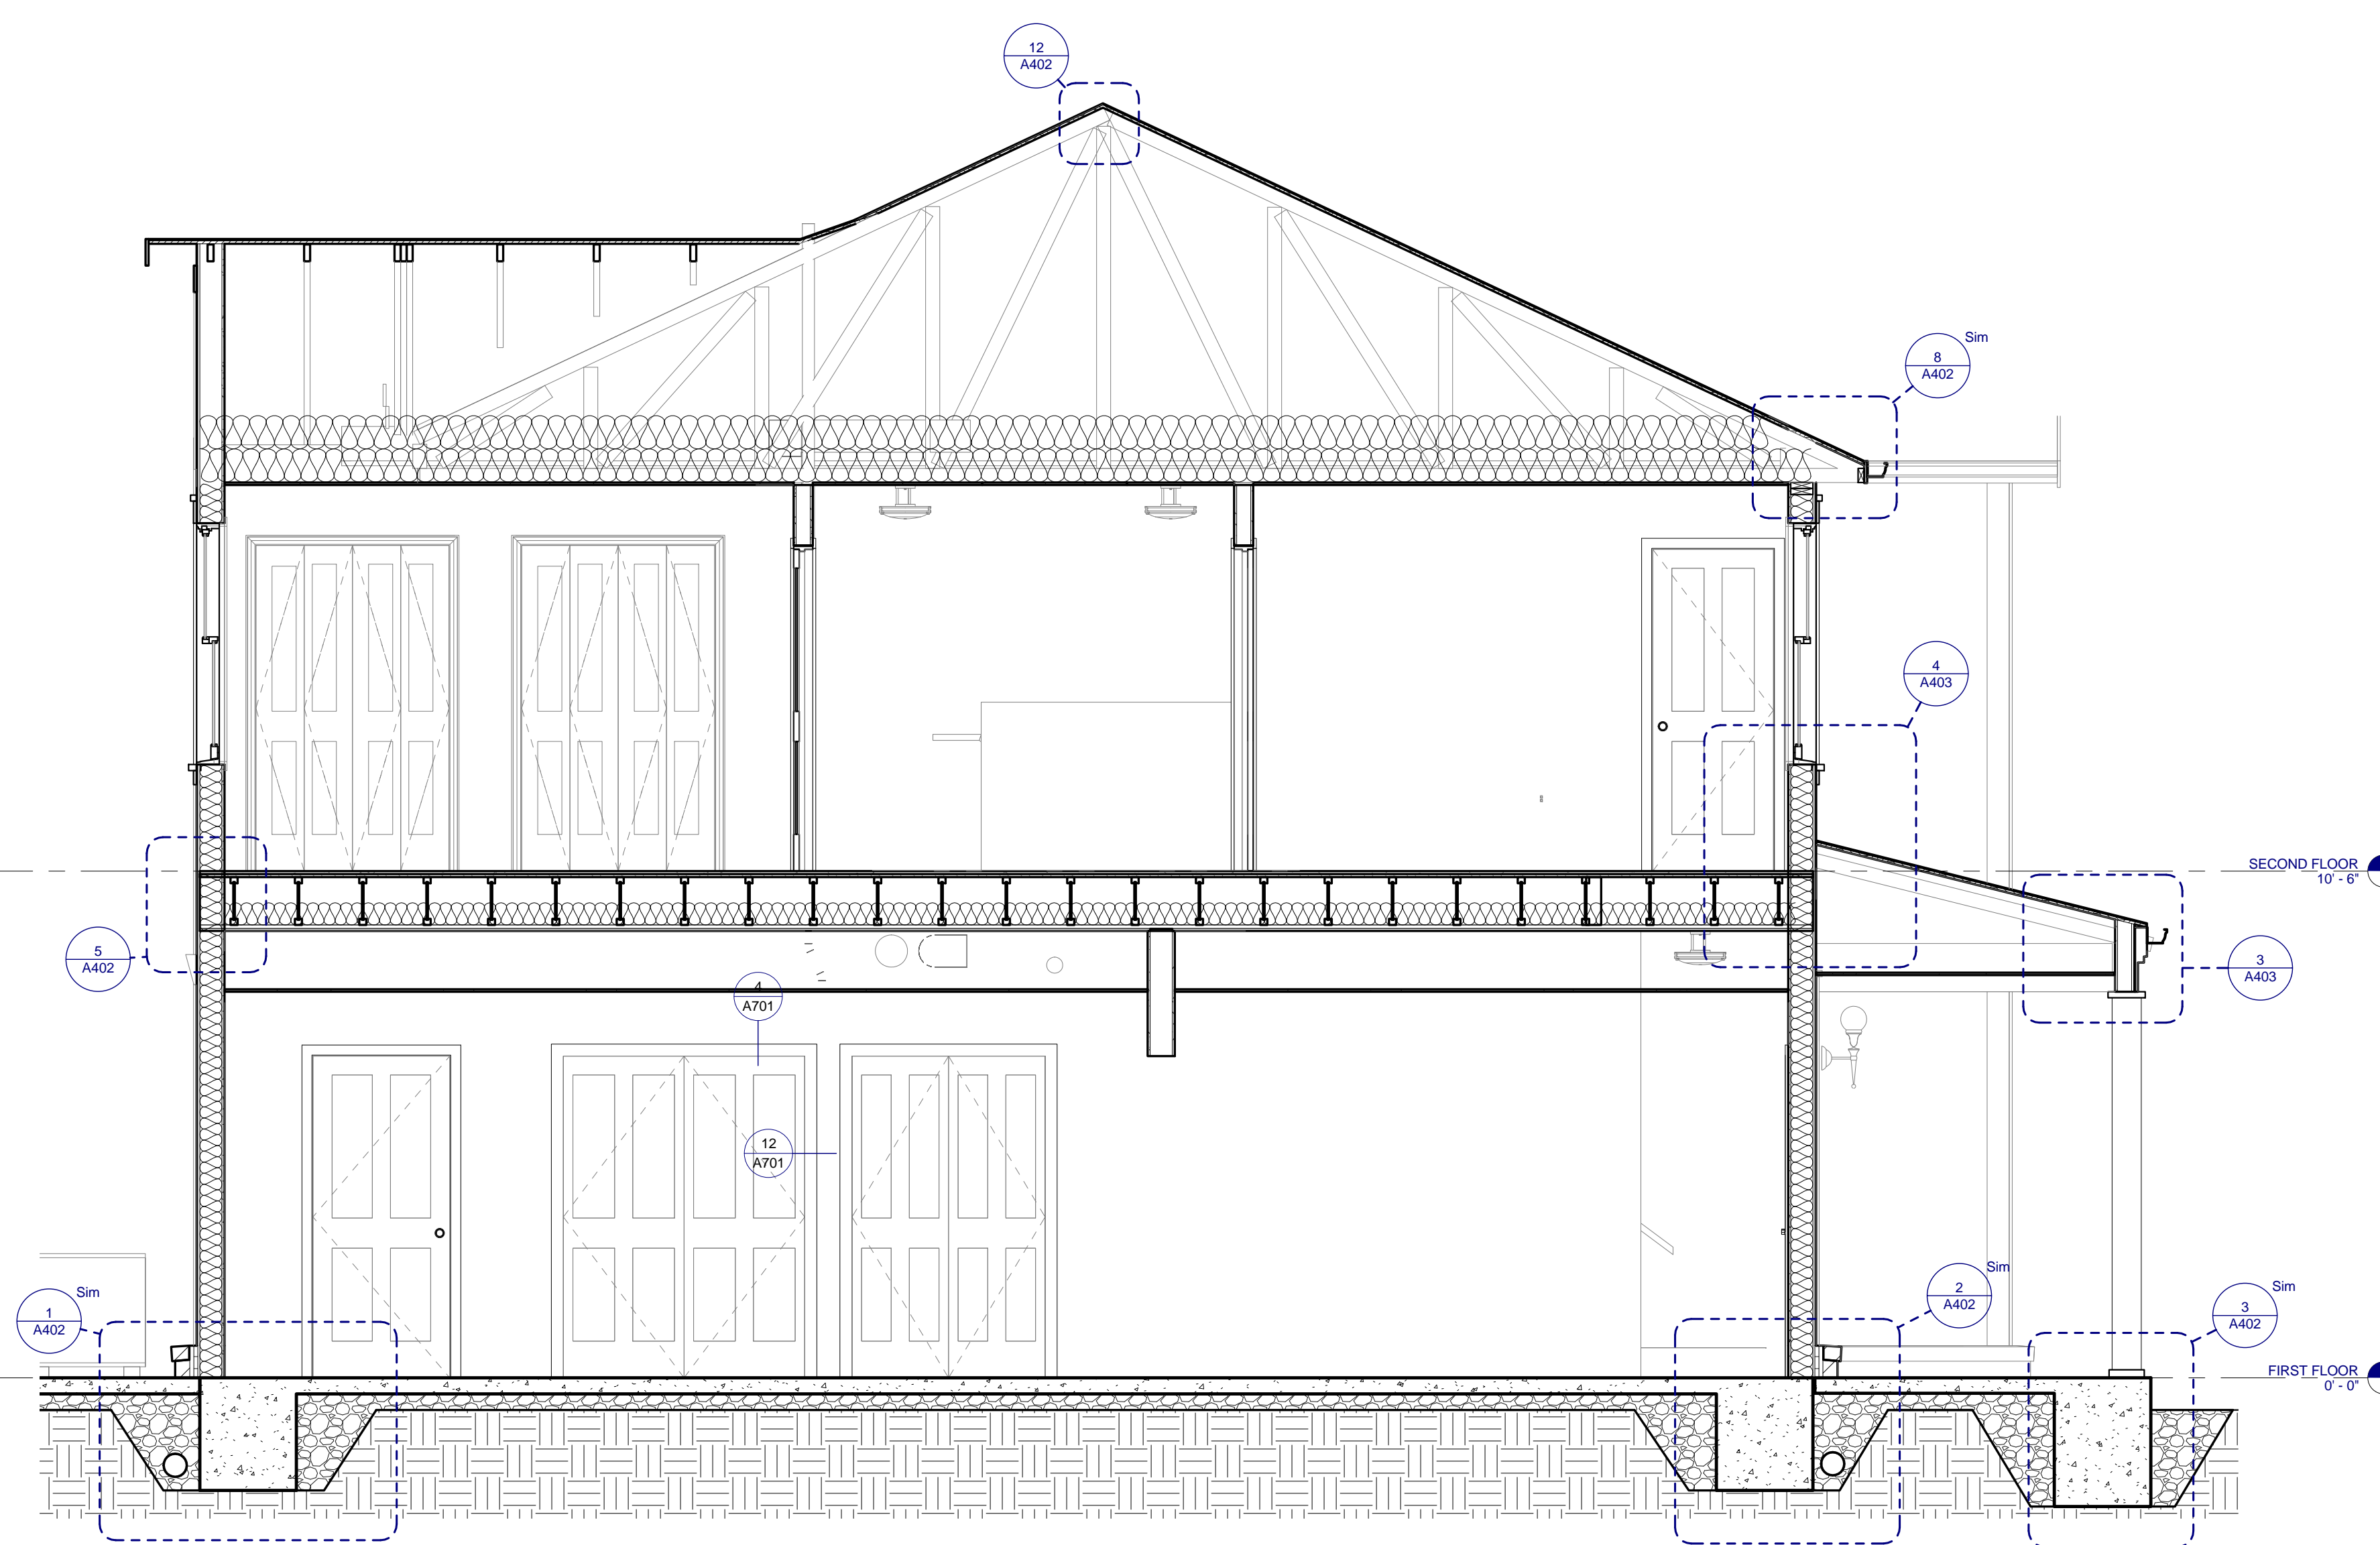 12
A402
Sim
8
A402
4
A403
SECOND FLOOR
10' - 6"
5
A402
3
A403
4
A701
12
A701
Sim
2
A402
Sim
3
A402
Sim
1
A402
FIRST FLOOR
0' - 0"